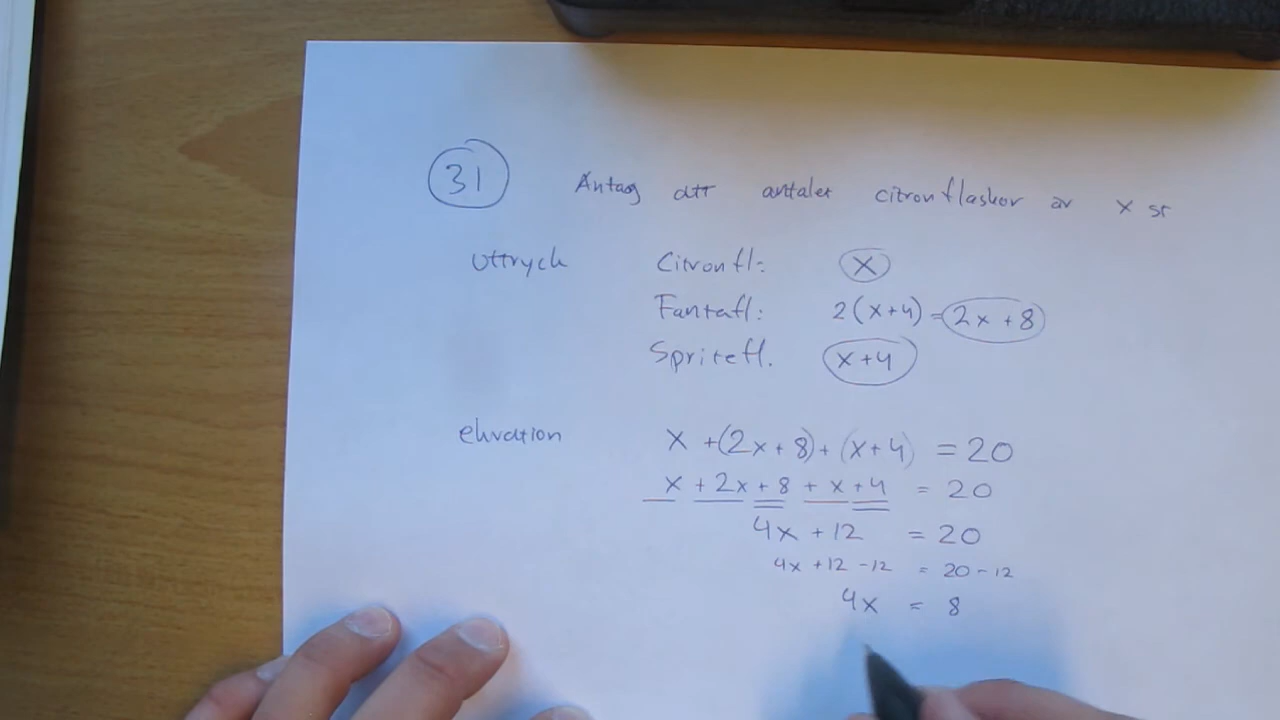 31 Antag att antalet citronflaskor är x st
Uttryck Citronfl: x
Fantafl: 2(x+4) = 2x + 8
Spritefl. x+4
ekvation x + (2x + 8) + (x+4) = 20
x + 2x + 8 + x + 4 = 20
4x + 12 = 20
4x + 12 - 12 = 20 - 12
4x = 8